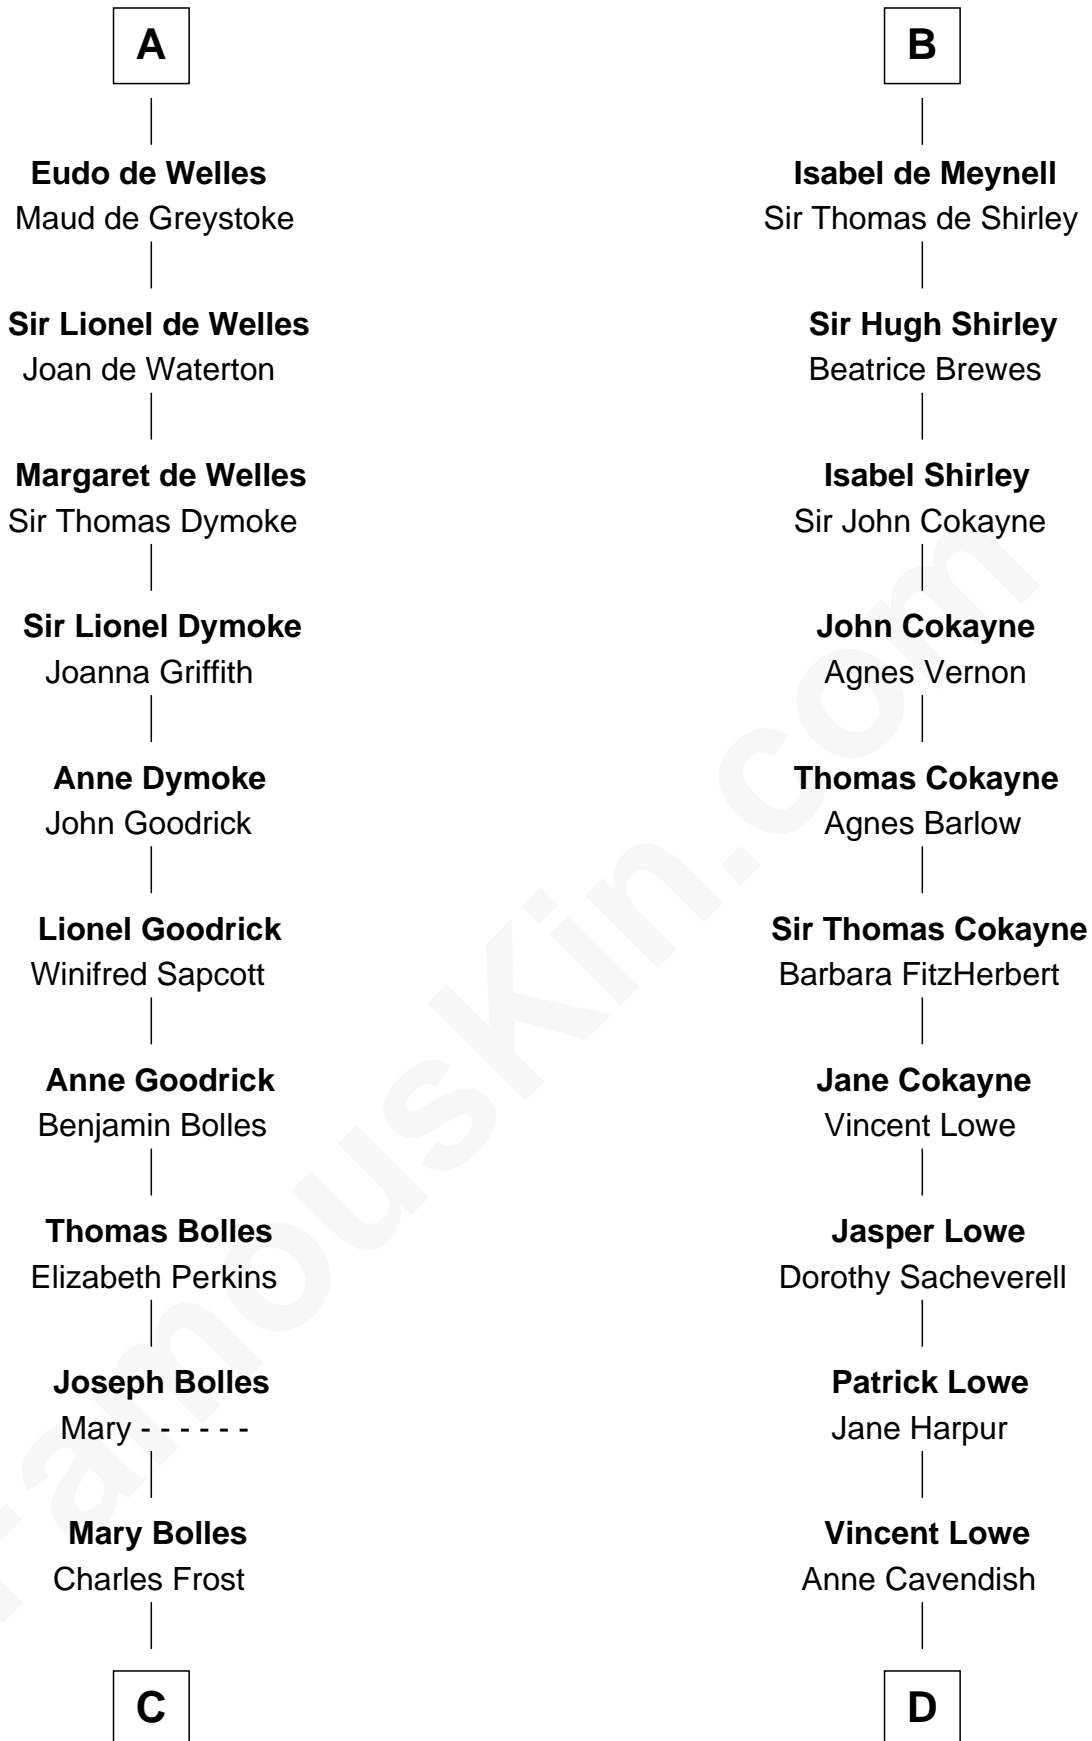 A
Eudo de Welles
Maud de Greystoke
Sir Lionel de Welles
Joan de Waterton
Margaret de Welles
Sir Thomas Dymoke
Sir Lionel Dymoke
Joanna Griffith
Anne Dymoke
John Goodrick
Lionel Goodrick
Winifred Sapcott
Anne Goodrick
Benjamin Bolles
Thomas Bolles
Elizabeth Perkins
Joseph Bolles
Mary - - - - - -
Mary Bolles
Charles Frost
C
B
Isabel de Meynell
Sir Thomas de Shirley
Sir Hugh Shirley
Beatrice Brewes
Isabel Shirley
Sir John Cokayne
John Cokayne
Agnes Vernon
Thomas Cokayne
Agnes Barlow
Sir Thomas Cokayne
Barbara FitzHerbert
Jane Cokayne
Vincent Lowe
Jasper Lowe
Dorothy Sacheverell
Patrick Lowe
Jane Harpur
Vincent Lowe
Anne Cavendish
D
FamousKin.com